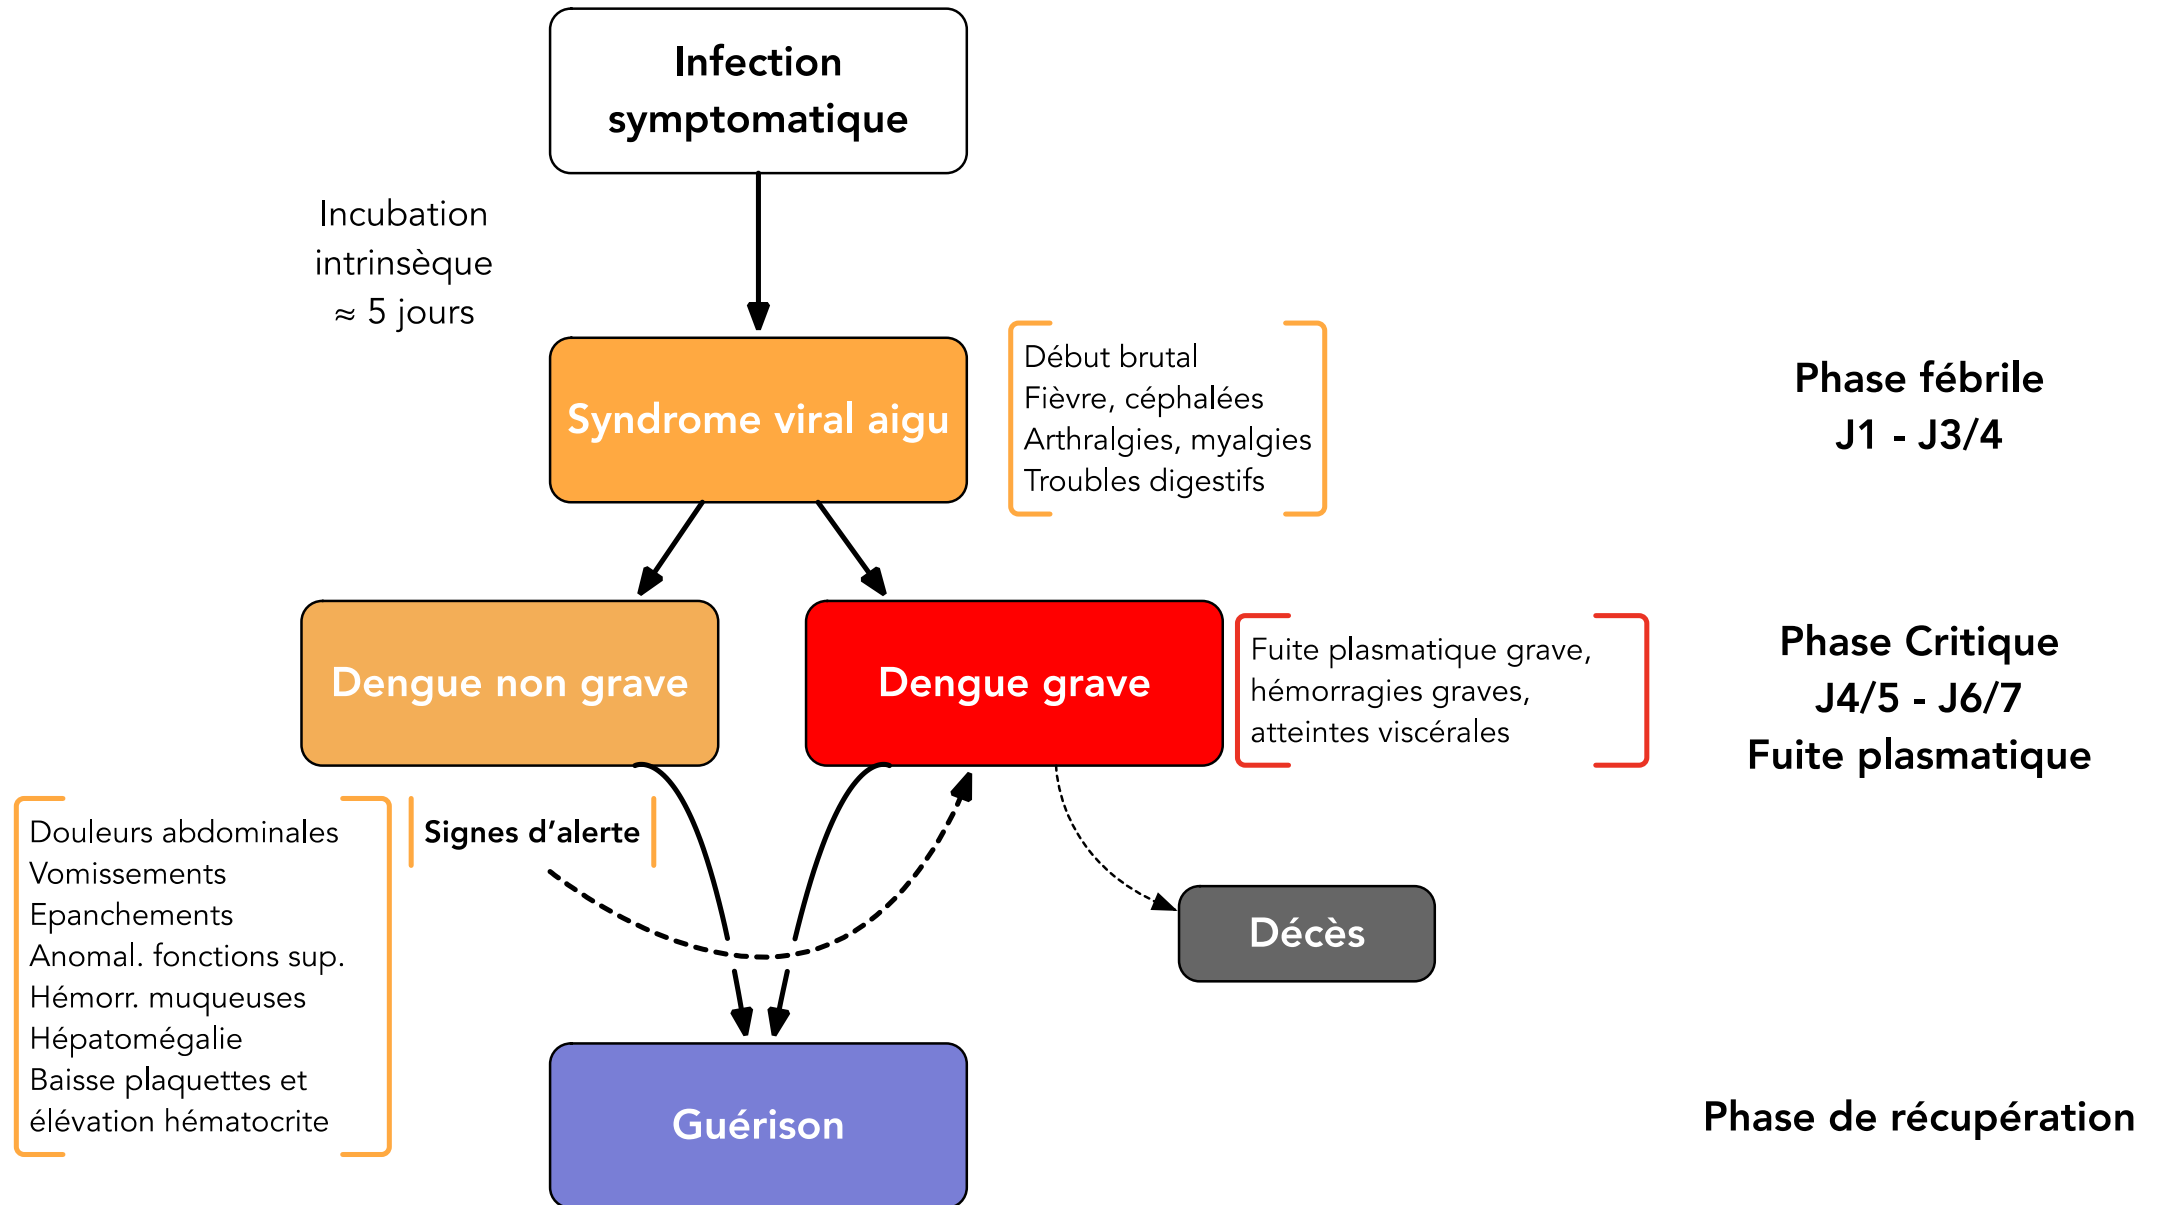 Infection
symptomatique
Incubation
intrinsèque
≈ 5 jours
Syndrome viral aigu
Début brutal
Fièvre, céphalées
Arthralgies, myalgies
Troubles digestifs
Phase fébrile
J1 - J3/4
Dengue non grave
Dengue grave
Fuite plasmatique grave,
hémorragies graves,
atteintes viscérales
Phase Critique
J4/5 - J6/7
Fuite plasmatique
Douleurs abdominales
Vomissements
Epanchements
Anomal. fonctions sup.
Hémorr. muqueuses
Hépatomégalie
Baisse plaquettes et
élévation hématocrite
Signes d’alerte
Décès
Guérison
Phase de récupération